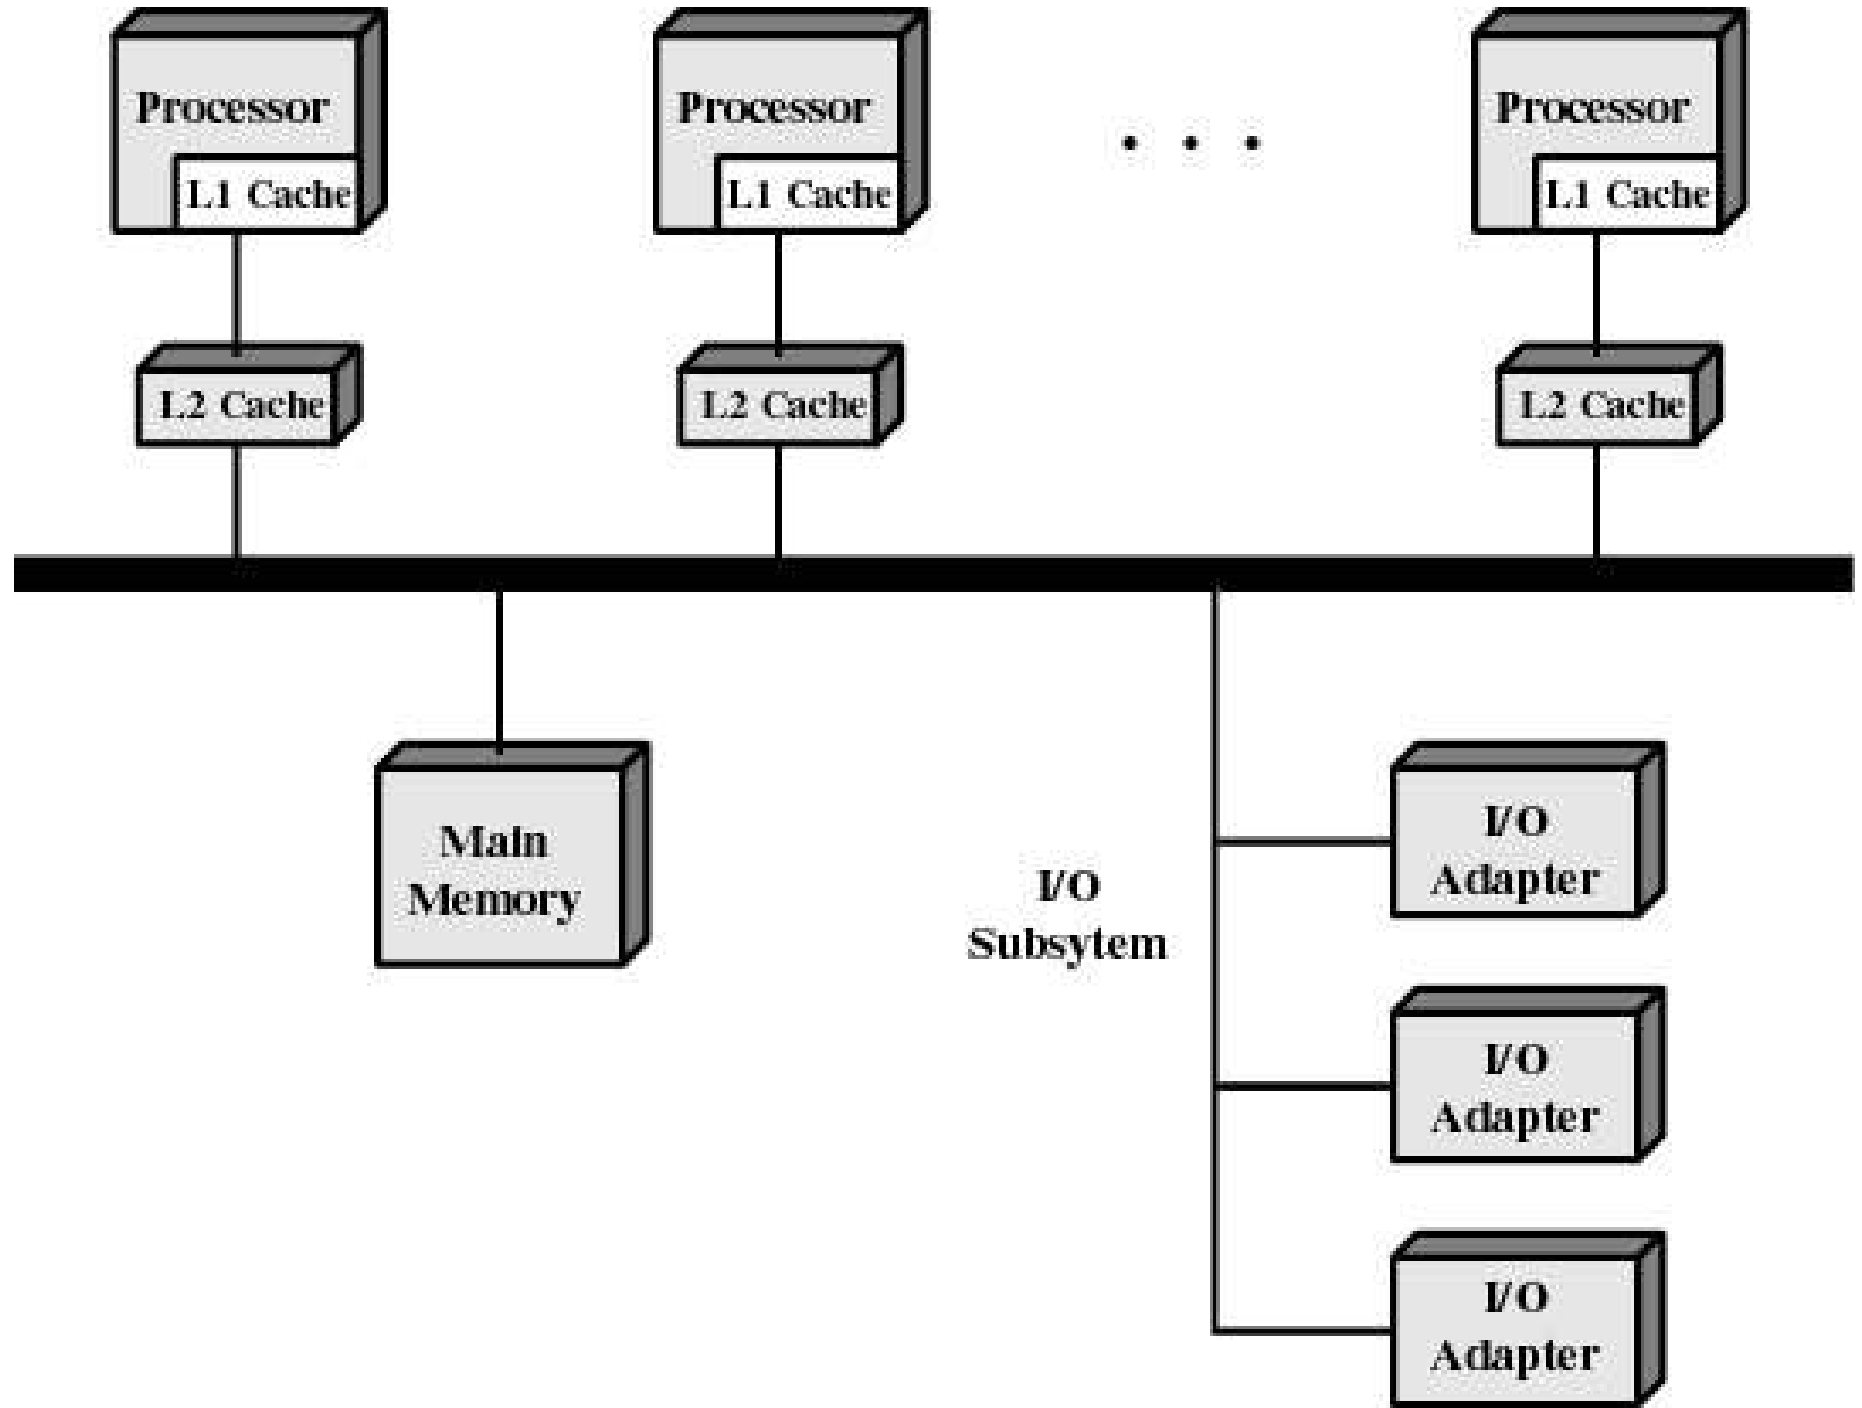 Processor
L1 Cache
Processor
L1 Cache
. . .
Processor
L1 Cache
L2 Cache
L2 Cache
L2 Cache
Main
Memory
I/O
Subsytem
I/O
Adapter
I/O
Adapter
I/O
Adapter